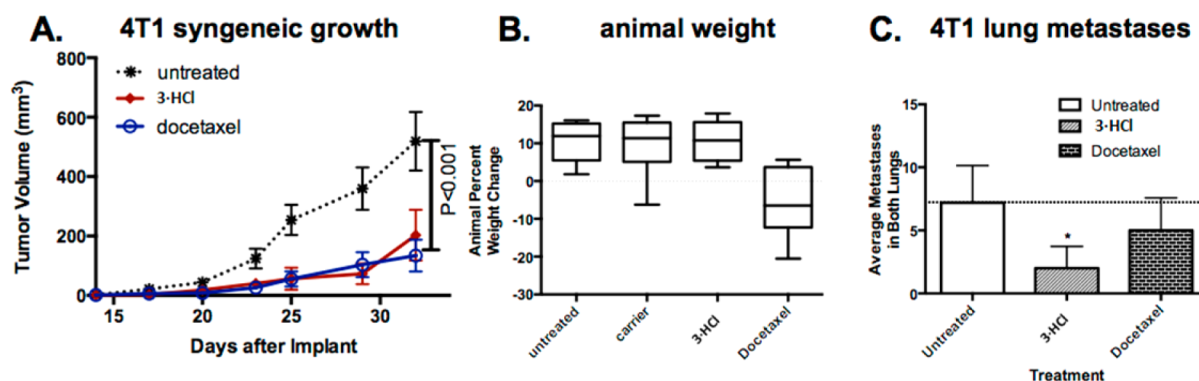 A. 4T1 syngeneic growth
Tumor Volume (mm³)
800
600
400
200
0
untreated
3·HCl
docetaxel
P<0.001
15 20 25 30
Days after Implant
B. animal weight
Animal Percent
Weight Change
20
10
0
-10
-20
-30
untreated
carrier
3·HCl
Docetaxel
C. 4T1 lung metastases
Average Metastases
in Both Lungs
15
10
5
0
Untreated
3·HCl
Docetaxel
*
Untreated
3·HCl
Docetaxel
Treatment